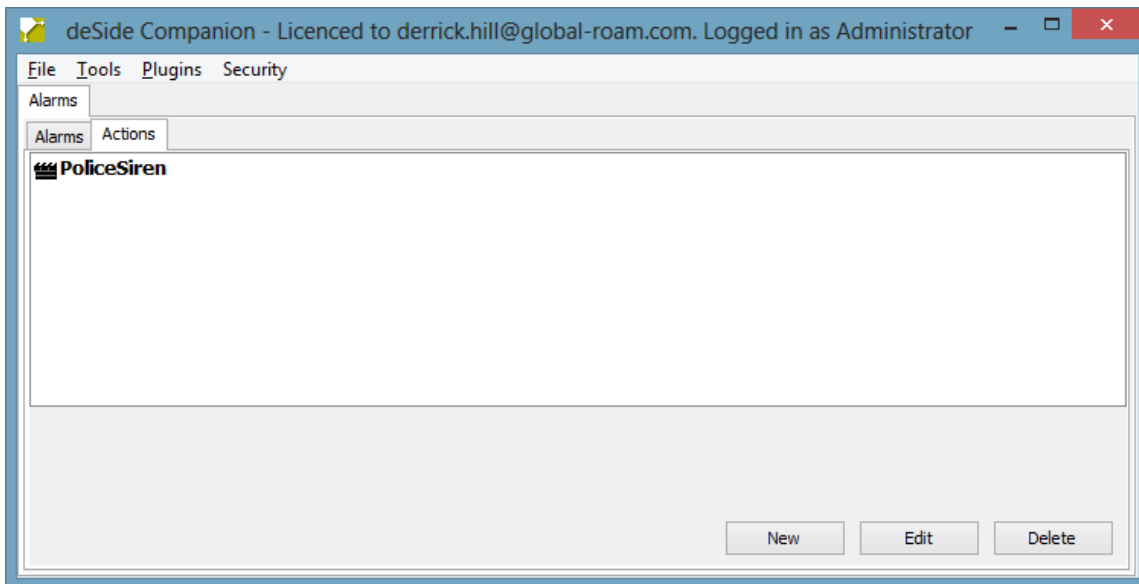 deSide Companion - Licenced to derrick.hill@global-roam.com. Logged in as Administrator
File Tools Plugins Security
Alarms
Alarms Actions
PoliceSiren
New Edit Delete